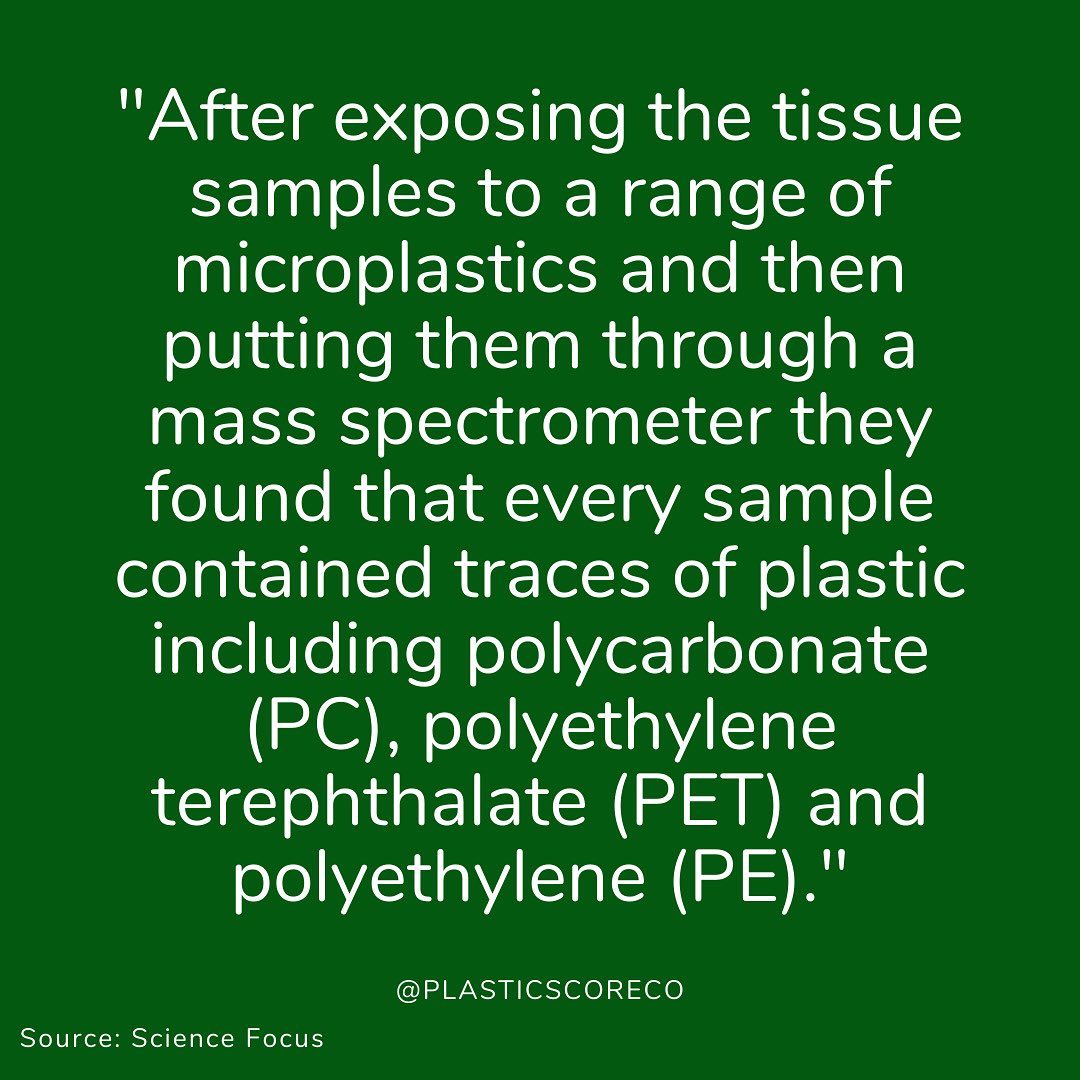 "After exposing the tissue
samples to a range of
microplastics and then
putting them through a
mass spectrometer they
found that every sample
contained traces of plastic
including polycarbonate
(PC), polyethylene
terephthalate (PET) and
polyethylene (PE)."
@PLASTICSCORECO
Source: Science Focus